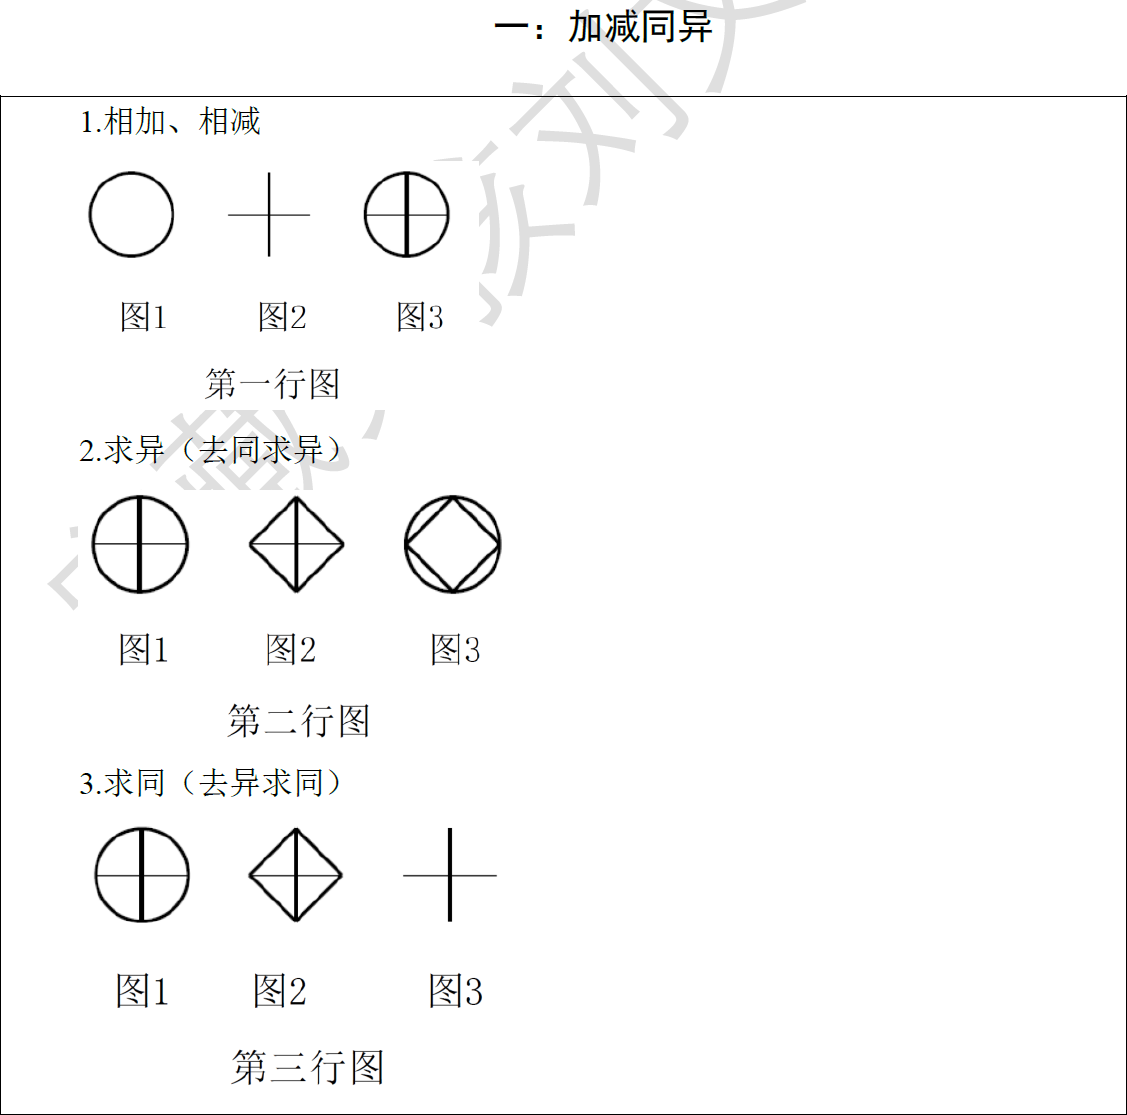 一：加减同异
1.相加、相减
图1 图2 图3
第一行图
2.求异（去同求异）
图1 图2 图3
第二行图
3.求同（去异求同）
图1 图2 图3
第三行图